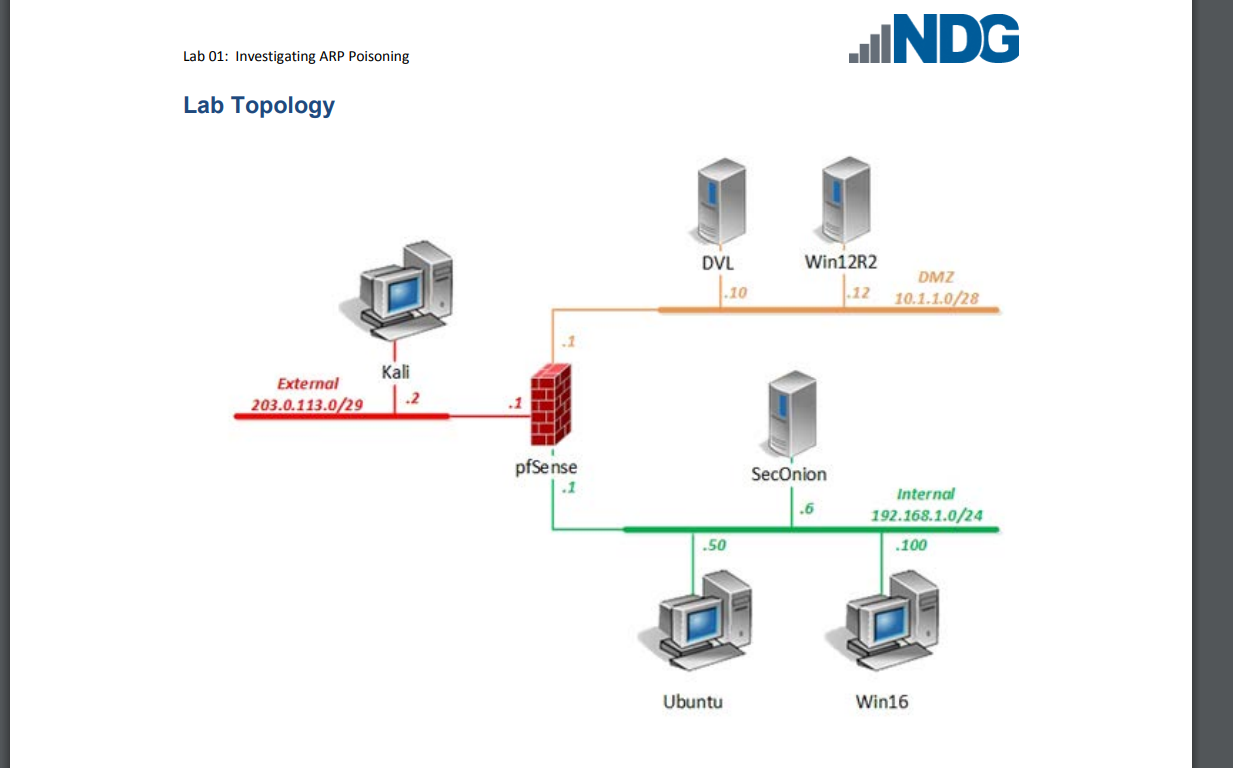 Lab 01: Investigating ARP Poisoning
NDG
Lab Topology
DVL
Win12R2
DMZ
.10
.12
10.1.1.0/28
.1
Kali
External
203.0.113.0/29
.2
.1
pfSense
.1
SecOnion
.6
Internal
192.168.1.0/24
.50
.100
Ubuntu
Win16